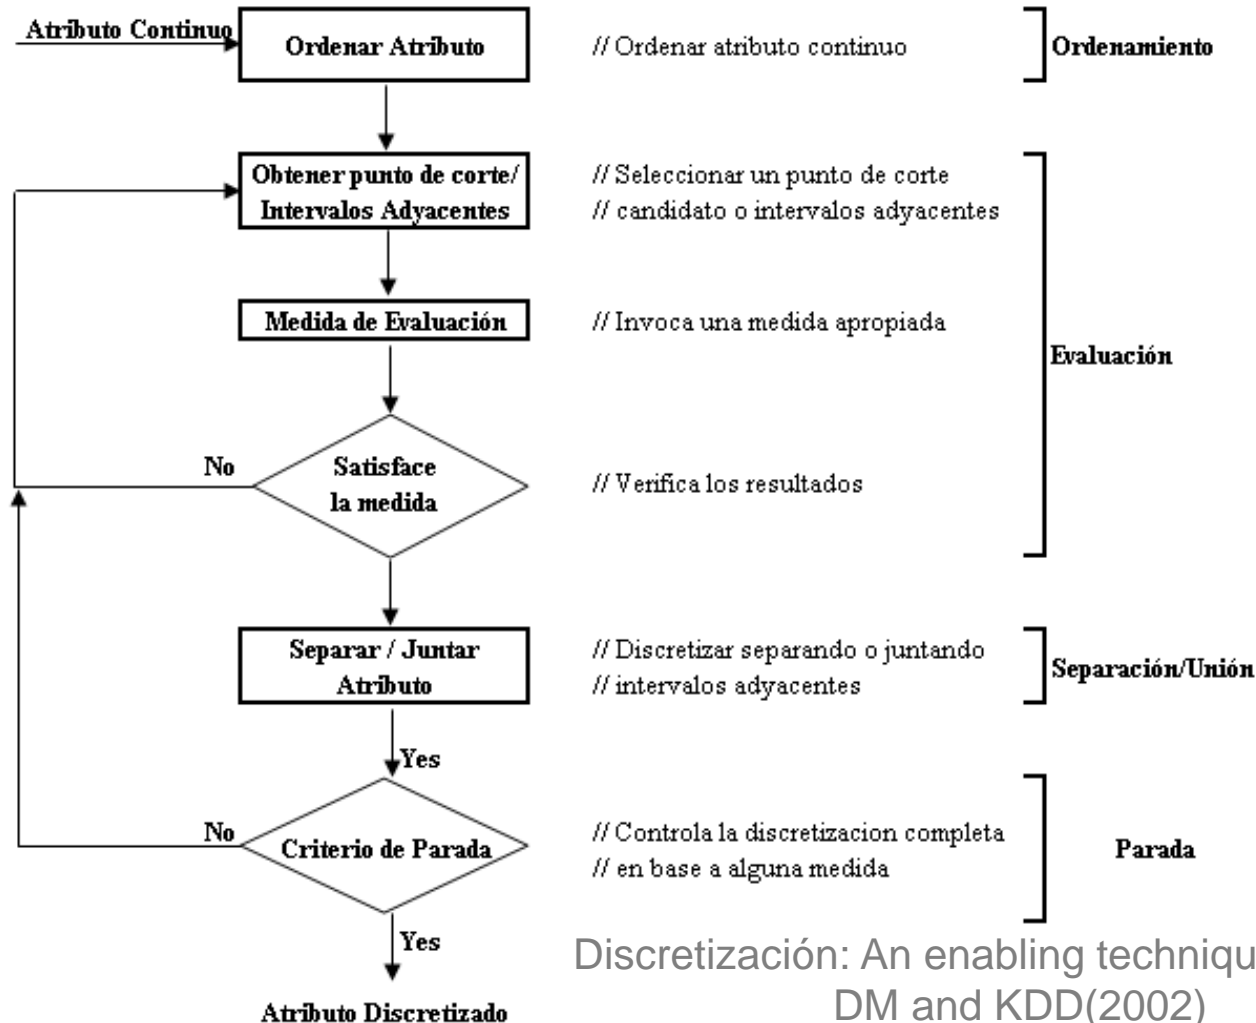 Atributo Continuo
Ordenar Atributo
// Ordenar atributo continuo
Ordenamiento
Obtener punto de corte/
Intervalos Adyacentes
// Seleccionar un punto de corte
// candidato o intervalos adyacentes
Medida de Evaluación
// Invoca una medida apropiada
Evaluación
No
Satisface
la medida
// Verifica los resultados
Separar / Juntar
Atributo
// Discretizar separando o juntando
// intervalos adyacentes
Separación/Unión
Yes
No
Criterio de Parada
// Controla la discretizacion completa
// en base a alguna medida
Parada
Yes
Atributo Discretizado
Discretización: An enabling techniqu
DM and KDD(2002)